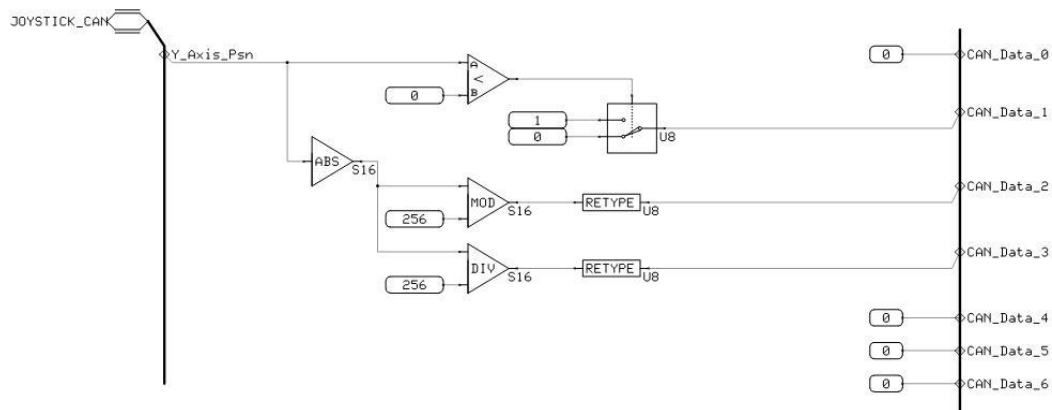 JOYSTICK_CAN
Y_Axis_Psn
0 CAN_Data_0
A
<
B
0
1
0
U8
CAN_Data_1
ABS
S16
256
MOD
S16
RETYPE
U8
CAN_Data_2
256
DIV
S16
RETYPE
U8
CAN_Data_3
0 CAN_Data_4
0 CAN_Data_5
0 CAN_Data_6